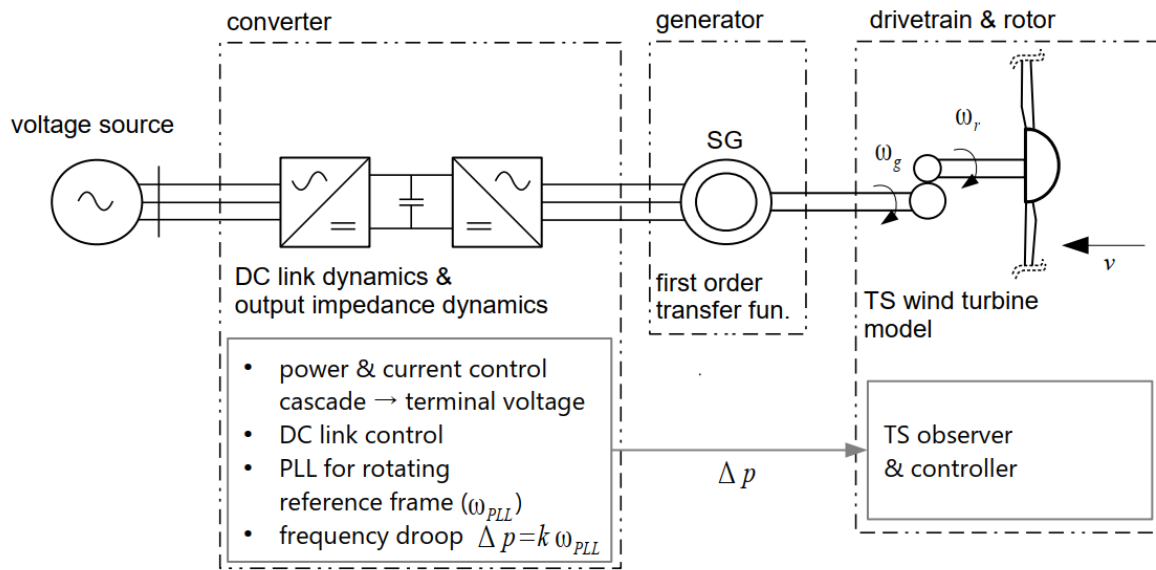 converter
generator
drivetrain & rotor
voltage source
SG
ω_g
ω_r
v
DC link dynamics &
output impedance dynamics
first order
transfer fun.
TS wind turbine
model
• power & current control
cascade → terminal voltage
• DC link control
• PLL for rotating
reference frame (ω_PLL)
• frequency droop Δp=k ω_PLL
Δp
TS observer
& controller